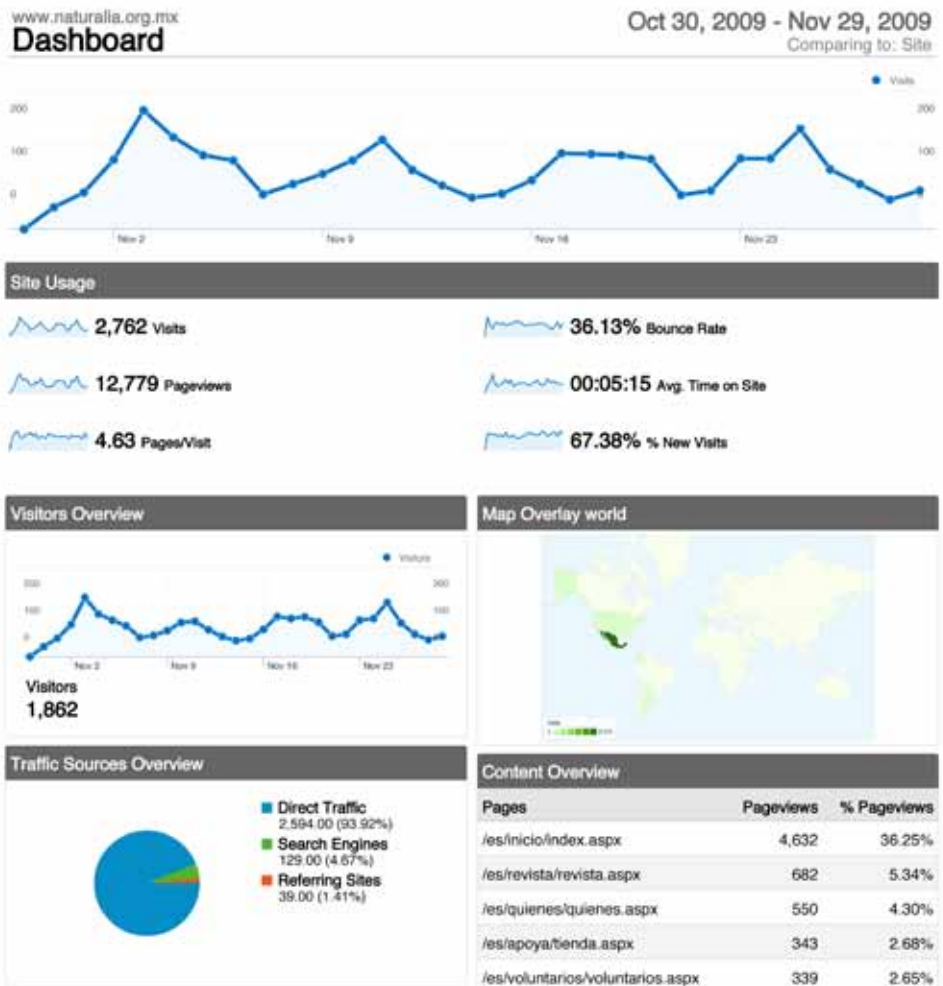 www.naturalia.org.mx
Dashboard
Oct 30, 2009 - Nov 29, 2009
Comparing to: Site
Visits
200 200
100 100
0
Nov 2 Nov 9 Nov 16 Nov 23
Site Usage
2,762 Visits
36.13% Bounce Rate
12,779 Pageviews
00:05:15 Avg. Time on Site
4.63 Pages/Visit
67.38% % New Visits
Visitors Overview
Visitors
200 200
100 100
0
Nov 2 Nov 9 Nov 16 Nov 23
Visitors
1,862
Map Overlay world
Traffic Sources Overview
Direct Traffic
2,594.00 (93.92%)
Search Engines
129.00 (4.67%)
Referring Sites
39.00 (1.41%)
Content Overview
Pages Pageviews % Pageviews
/es/inicio/index.aspx 4,632 36.25%
/es/revista/revista.aspx 682 5.34%
/es/quienes/quienes.aspx 550 4.30%
/es/apoya/tienda.aspx 343 2.68%
/es/voluntarios/voluntarios.aspx 339 2.65%